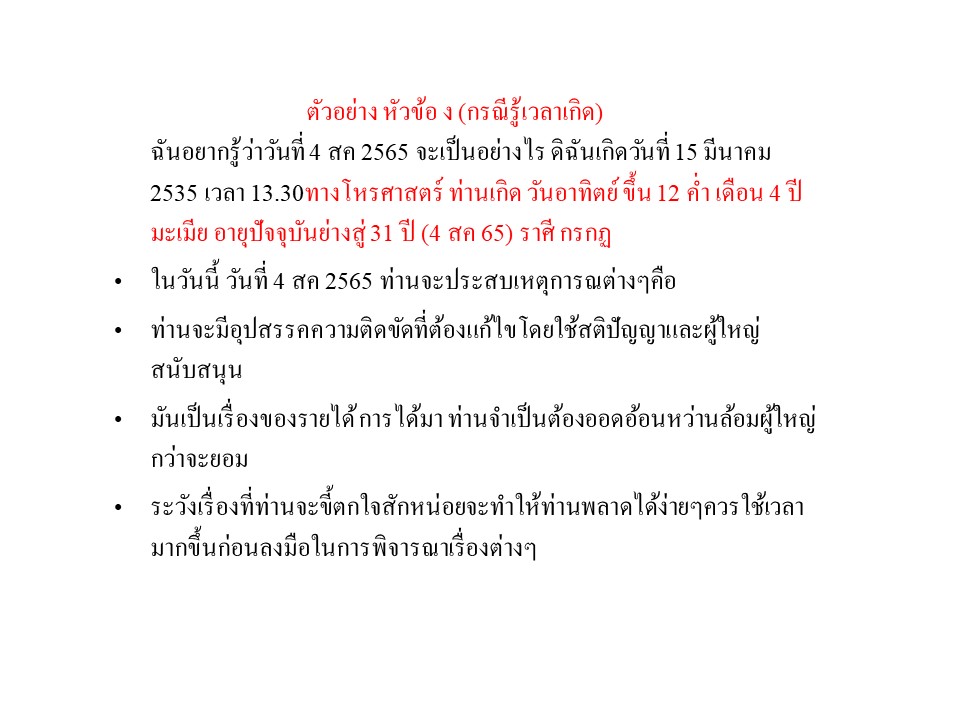 ตัวอย่าง หัวข้อ ง (กรณีรู้เวลาเกิด)
ฉันอยากรู้ว่าวันที่ 4 สค 2565 จะเป็นอย่างไร ดิฉันเกิดวันที่ 15 มีนาคม
2535 เวลา 13.30ทางโหรศาสตร์ ท่านเกิด วันอาทิตย์ ขึ้น 12 ค่ำ เดือน 4 ปี
มะเมีย อายุปัจจุบันย่างสู่ 31 ปี (4 สค 65) ราศี กรกฏ
• ในวันนี้ วันที่ 4 สค 2565 ท่านจะประสบเหตุการณต่างๆคือ
• ท่านจะมีอุปสรรคความติดขัดที่ต้องแก้ไขโดยใช้สติปัญญาและผู้ใหญ่
สนับสนุน
• มันเป็นเรื่องของรายได้ การได้มา ท่านจำเป็นต้องออดอ้อนหว่านล้อมผู้ใหญ่
กว่าจะยอม
• ระวังเรื่องที่ท่านจะขี้ตกใจสักหน่อยจะทำให้ท่านพลาดได้ง่ายๆควรใช้เวลา
มากขึ้นก่อนลงมือในการพิจารณาเรื่องต่างๆ